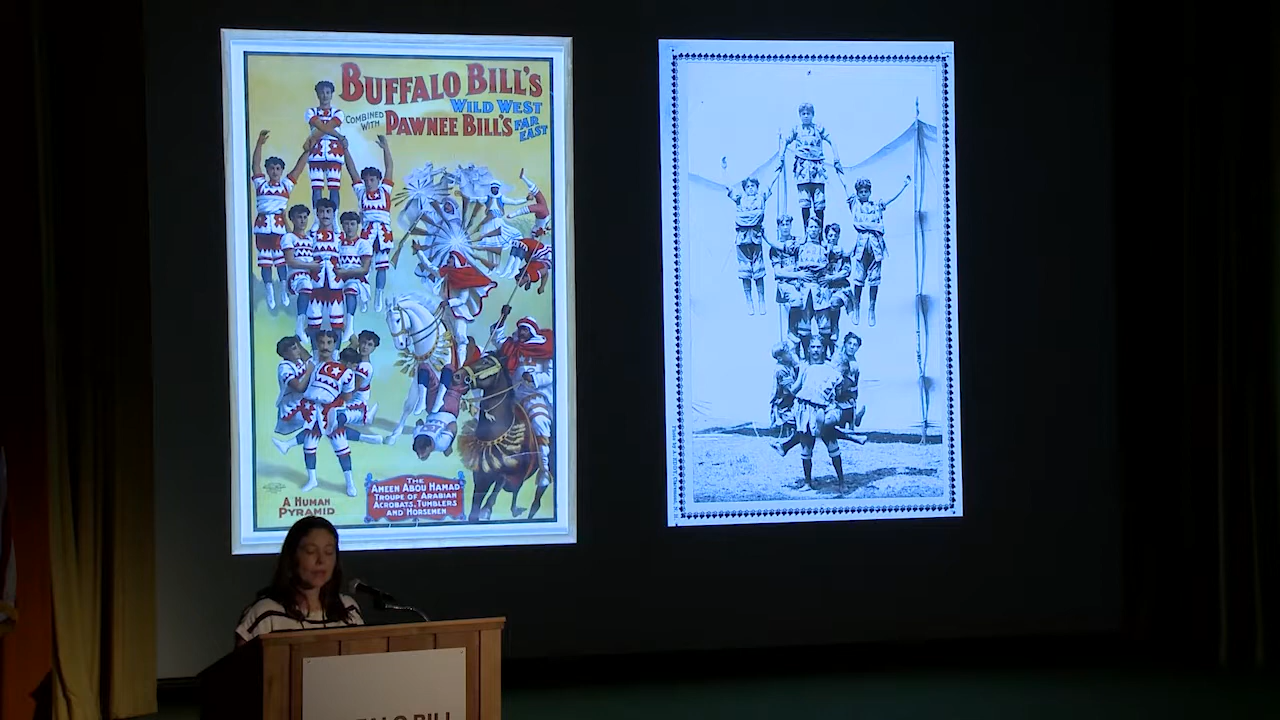 BUFFALO BILL'S
WILD WEST
COMBINED
WITH
PAWNEE BILL'S
FAR
EAST
A HUMAN
PYRAMID
THE
AMEEN ABOU HAMAD
TROUPE OF ARABIAN
ACROBATS, TUMBLERS
AND HORSEMEN